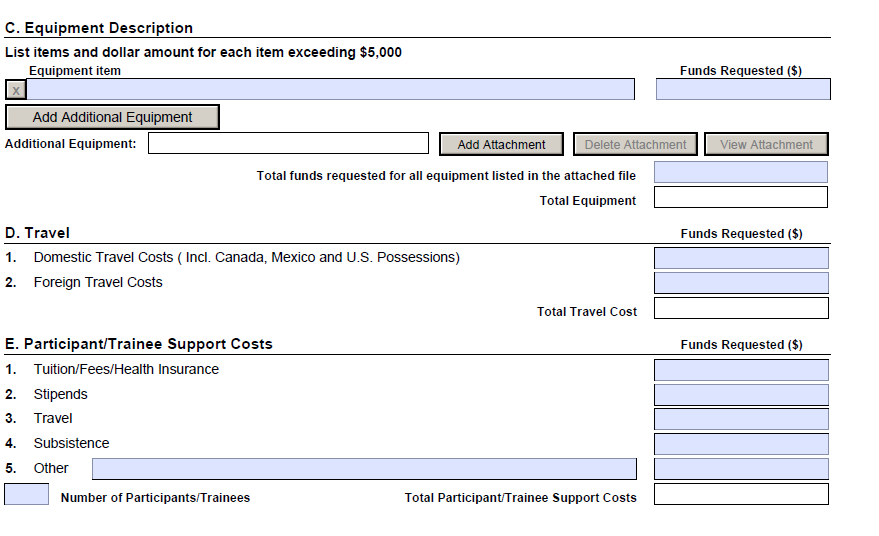 C. Equipment Description
List items and dollar amount for each item exceeding $5,000
Equipment item Funds Requested ($)
X
Add Additional Equipment
Additional Equipment: Add Attachment Delete Attachment View Attachment
Total funds requested for all equipment listed in the attached file
Total Equipment
D. Travel Funds Requested ($)
1. Domestic Travel Costs ( Incl. Canada, Mexico and U.S. Possessions)
2. Foreign Travel Costs
Total Travel Cost
E. Participant/Trainee Support Costs Funds Requested ($)
1. Tuition/Fees/Health Insurance
2. Stipends
3. Travel
4. Subsistence
5. Other
Number of Participants/Trainees Total Participant/Trainee Support Costs